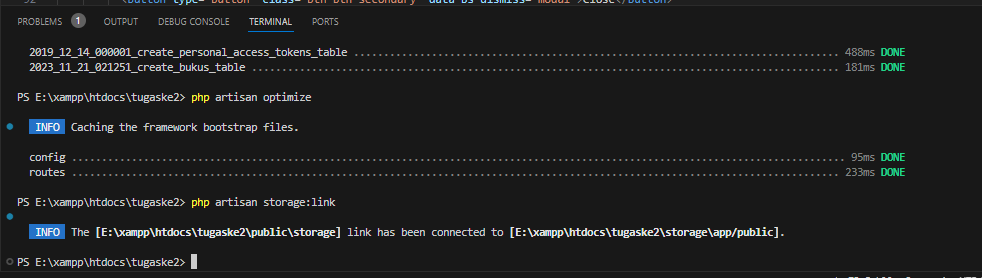 PROBLEMS 1 OUTPUT DEBUG CONSOLE TERMINAL PORTS
2019_12_14_000001_create_personal_access_tokens_table ........................................................................ 488ms DONE
2023_11_21_021251_create_bukus_table ........................................................................ 181ms DONE
PS E:\xampp\htdocs\tugaske2> php artisan optimize
INFO Caching the framework bootstrap files.
config ........................................................................ 95ms DONE
routes ........................................................................ 233ms DONE
PS E:\xampp\htdocs\tugaske2> php artisan storage:link
INFO The [E:\xampp\htdocs\tugaske2\public\storage] link has been connected to [E:\xampp\htdocs\tugaske2\storage\app/public].
PS E:\xampp\htdocs\tugaske2>